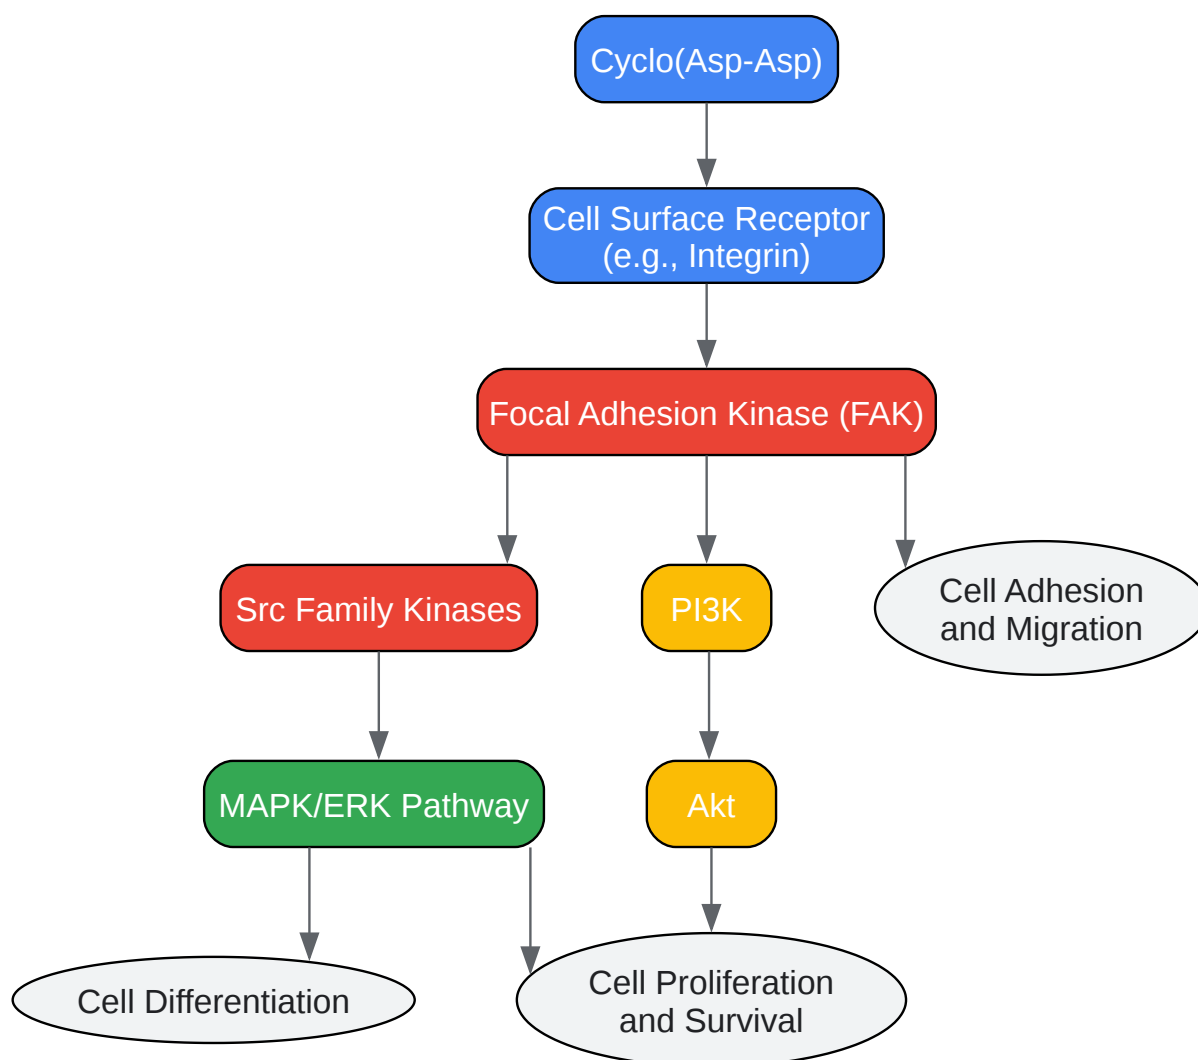 Cyclo(Asp-Asp)
Cell Surface Receptor
(e.g., Integrin)
Focal Adhesion Kinase (FAK)
Src Family Kinases
PI3K
Cell Adhesion
and Migration
MAPK/ERK Pathway
Akt
Cell Differentiation
Cell Proliferation
and Survival